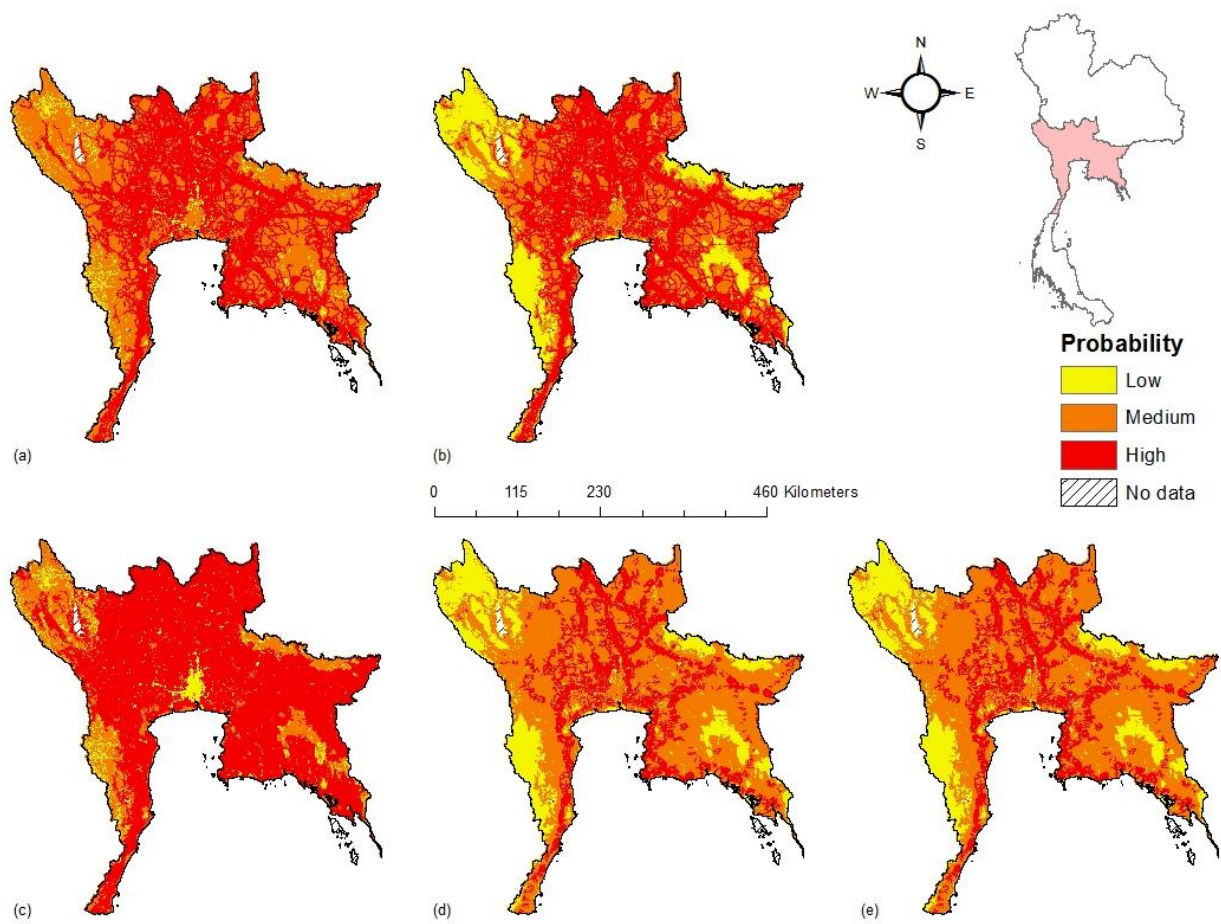 N
W E
S
Probability
Low
Medium
High
No data
(a) (b)
0 115 230 460 Kilometers
(c) (d) (e)